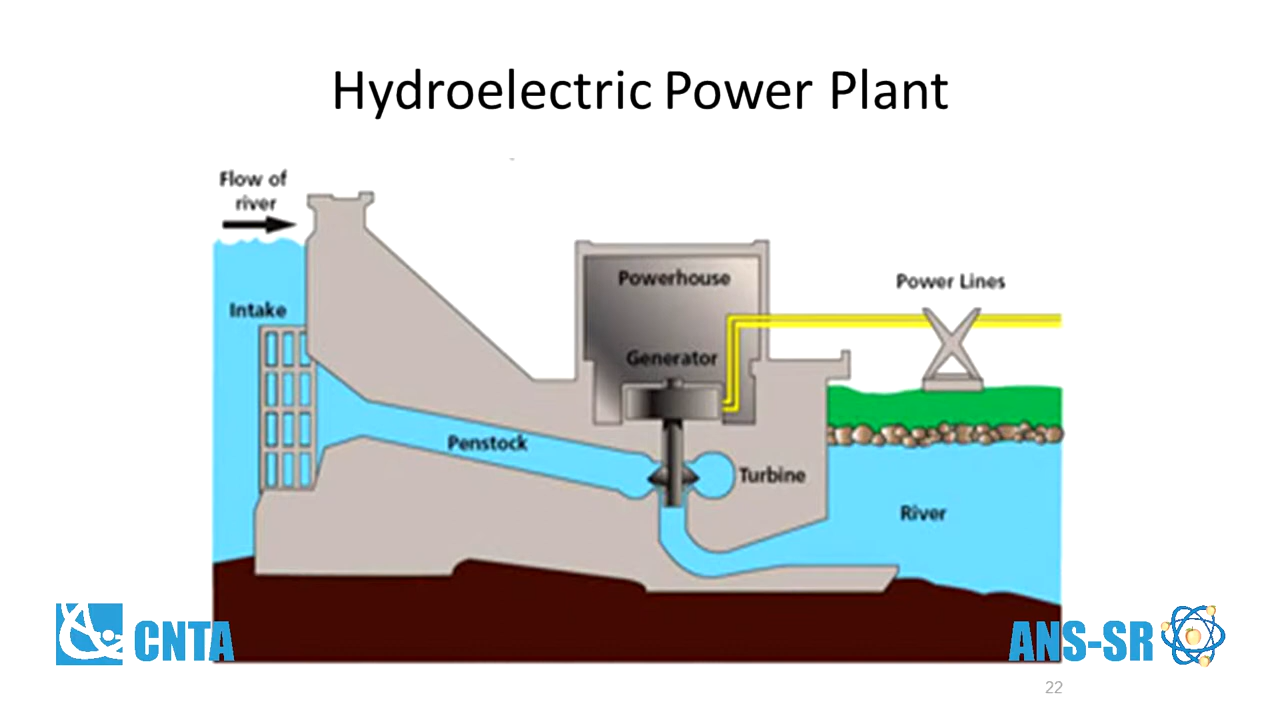 Hydroelectric Power Plant
Flow of
river
Intake
Powerhouse
Power Lines
Generator
Penstock
Turbine
River
CNTA
ANS-SR
22